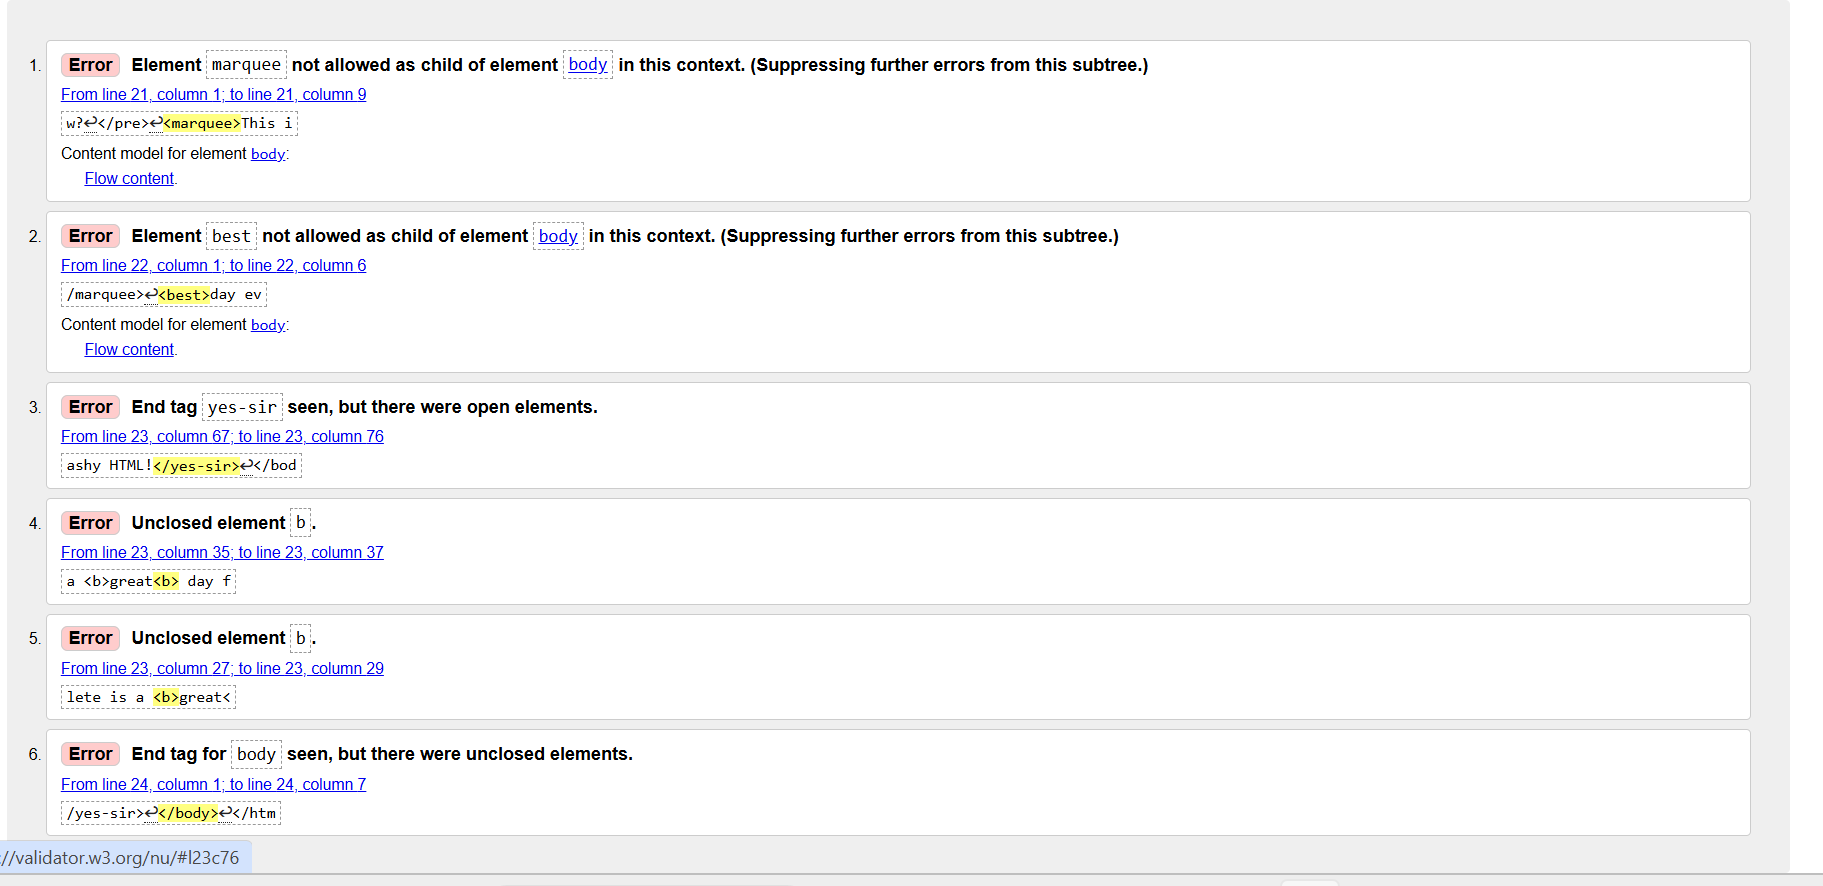 1. Error Element marquee not allowed as child of element body in this context. (Suppressing further errors from this subtree.)
From line 21, column 1; to line 21, column 9
w?↩</pre>↩<marquee>This i
Content model for element body:
Flow content.
2. Error Element best not allowed as child of element body in this context. (Suppressing further errors from this subtree.)
From line 22, column 1; to line 22, column 6
/marquee>↩<best>day ev
Content model for element body:
Flow content.
3. Error End tag yes-sir seen, but there were open elements.
From line 23, column 67; to line 23, column 76
ashy HTML!</yes-sir>↩</bod
4. Error Unclosed element b.
From line 23, column 35; to line 23, column 37
a <b>great<b> day f
5. Error Unclosed element b.
From line 23, column 27; to line 23, column 29
lete is a <b>great<
6. Error End tag for body seen, but there were unclosed elements.
From line 24, column 1; to line 24, column 7
/yes-sir>↩</body>↩</htm
://validator.w3.org/nu/#l23c76